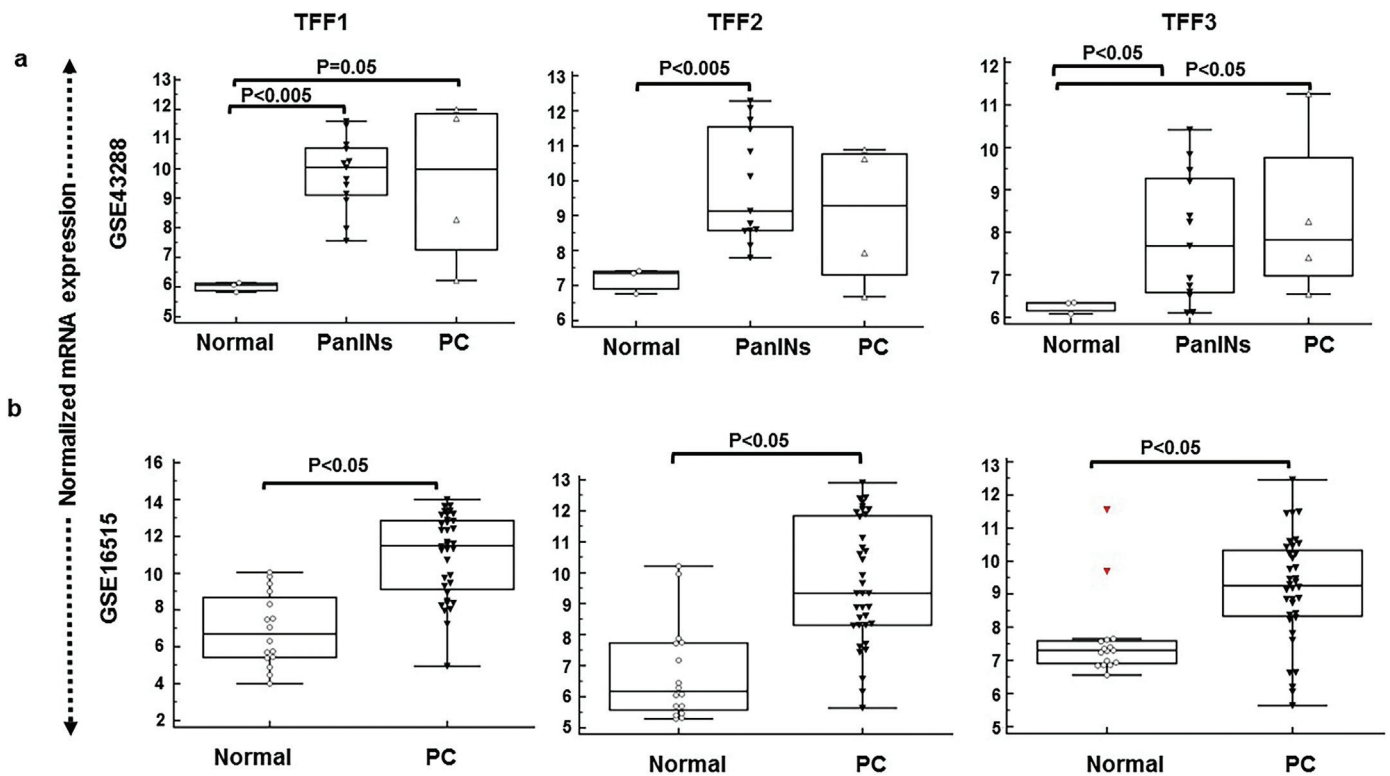 TFF1 TFF2 TFF3
a
Normalized mRNA expression
GSE43288
P=0.05
P<0.005
13
12
11
10
9
8
7
6
5
Normal PanINs PC
P<0.005
13
12
11
10
9
8
7
6
Normal PanINs PC
P<0.05
P<0.05
12
11
10
9
8
7
6
Normal PanINs PC
b
GSE16515
P<0.05
16
14
12
10
8
6
4
2
Normal PC
P<0.05
13
12
11
10
9
8
7
6
5
Normal PC
P<0.05
13
12
11
10
9
8
7
6
5
Normal PC